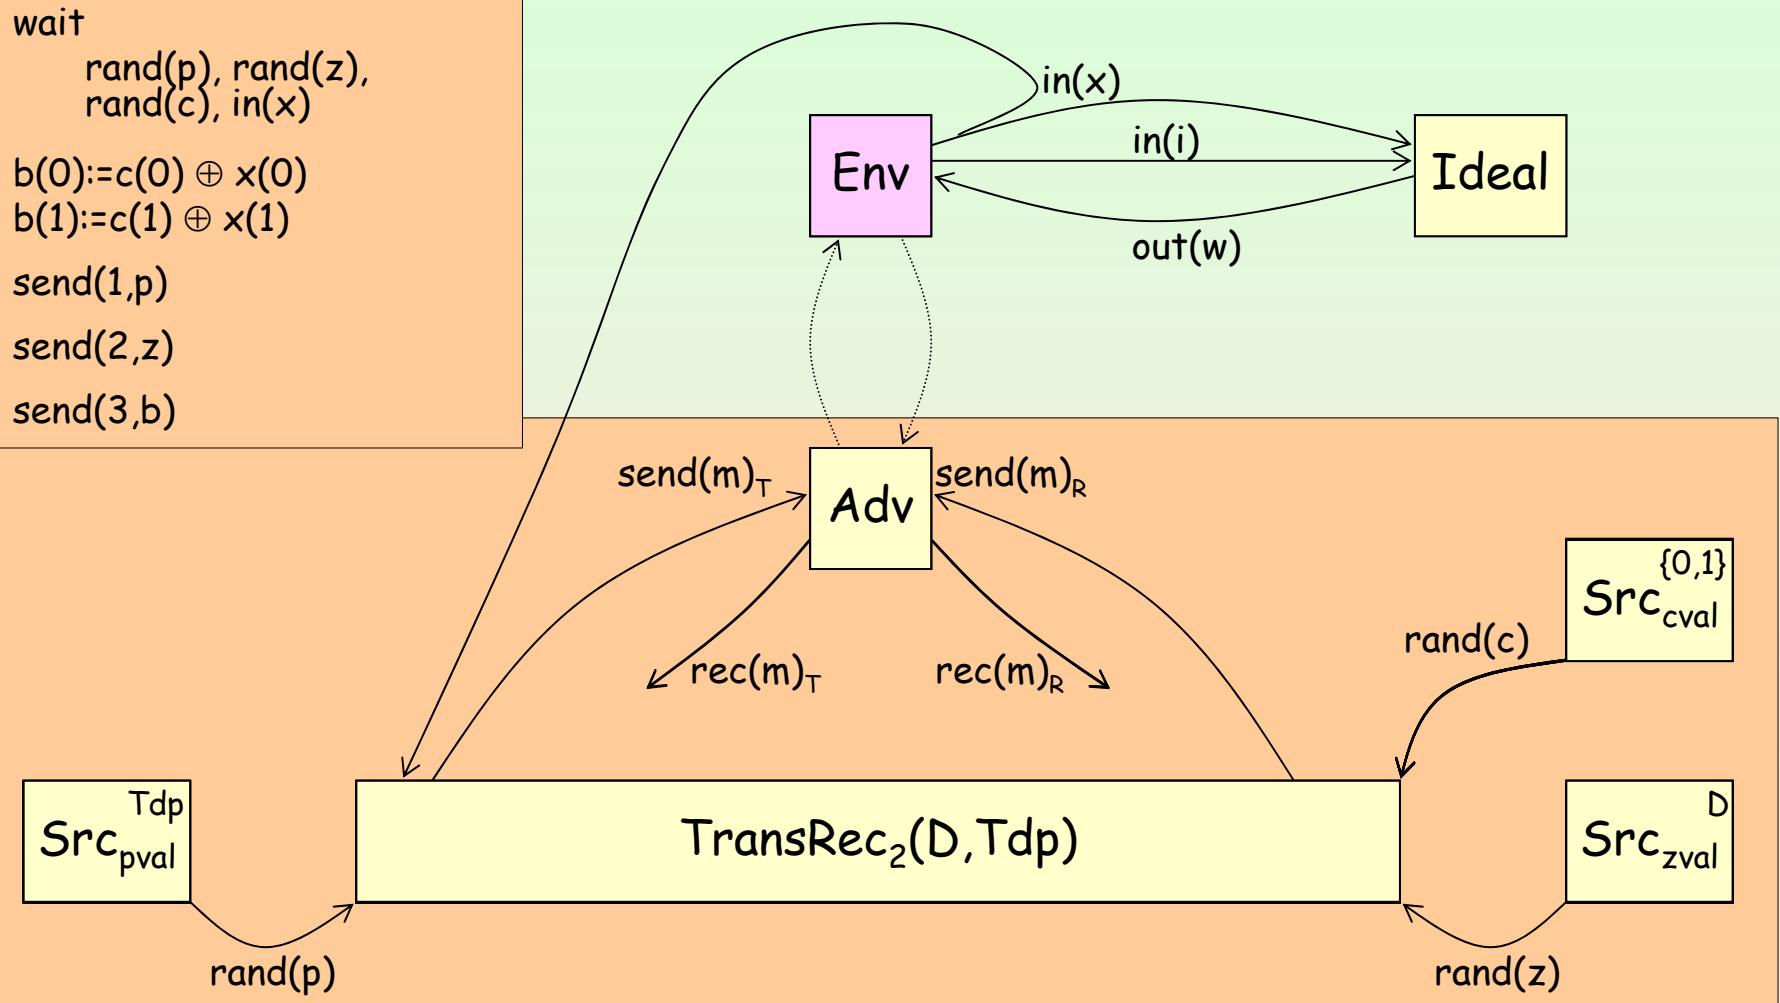 wait
rand(p), rand(z),
rand(c), in(x)
b(0):=c(0) ⊕ x(0)
b(1):=c(1) ⊕ x(1)
send(1,p)
send(2,z)
send(3,b)
in(x)
in(i)
Env
Ideal
out(w)
send(m)T
send(m)R
Adv
{0,1}
Srccval
rand(c)
rec(m)T
rec(m)R
Tdp
Srcpval
TransRec2(D,Tdp)
D
Srczval
rand(p)
rand(z)